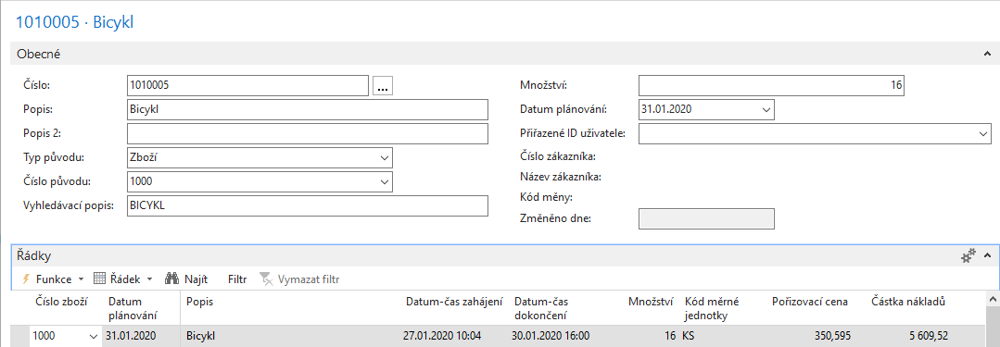 1010005 · Bicykl
Obecné
Číslo: 1010005 ...
Popis: Bicykl
Popis 2:
Typ původu: Zboží
Číslo původu: 1000
Vyhledávací popis: BICYKL
Množství: 16
Datum plánování: 31.01.2020
Přiřazené ID uživatele:
Číslo zákazníka:
Název zákazníka:
Kód měny:
Změněno dne:
Řádky
Funkce Řádek Najít Filtr Vymazat filtr
Číslo zboží Datum plánování Popis Datum-čas zahájení Datum-čas dokončení Množství Kód měrné jednotky Pořizovací cena Částka nákladů
1000 31.01.2020 Bicykl 27.01.2020 10:04 30.01.2020 16:00 16 KS 350,595 5 609,52